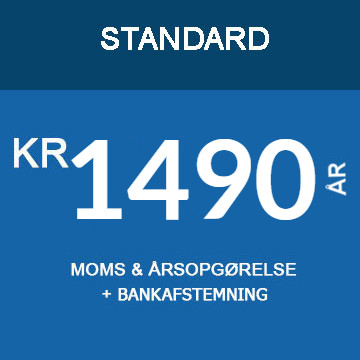 STANDARD
KR 1490 ÅR
MOMS & ÅRSOPGØRELSE
+ BANKAFSTEMNING